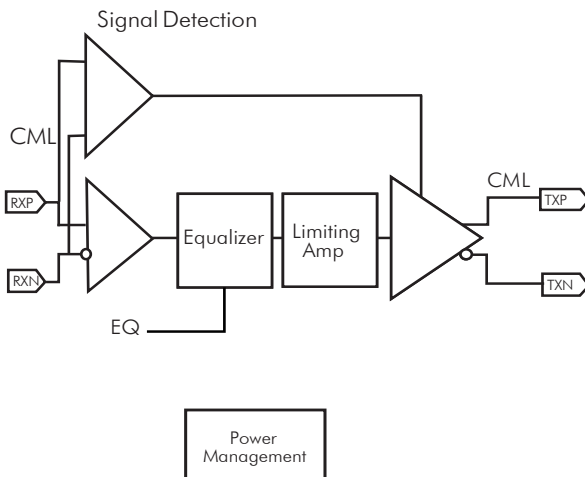 Signal Detection
CML
RXP
RXN
Equalizer
Limiting
Amp
EQ
CML
TXP
TXN
Power
Management